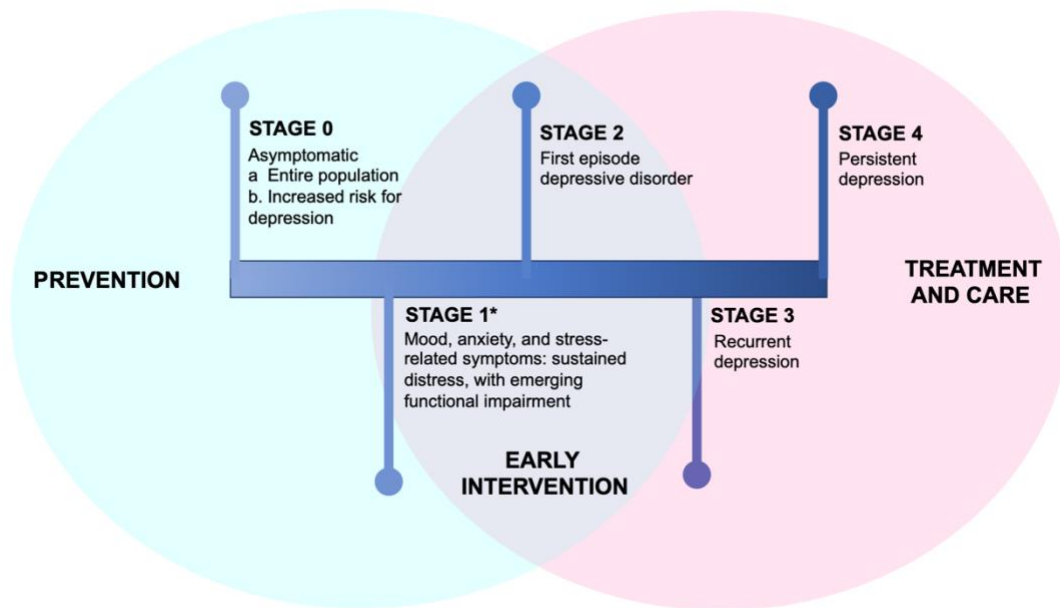 STAGE 0
Asymptomatic
a  Entire population
b. Increased risk for
depression
STAGE 2
First episode
depressive disorder
STAGE 4
Persistent
depression
PREVENTION
TREATMENT
AND CARE
STAGE 1*
Mood, anxiety, and stress-
related symptoms: sustained
distress, with emerging
functional impairment
STAGE 3
Recurrent
depression
EARLY
INTERVENTION